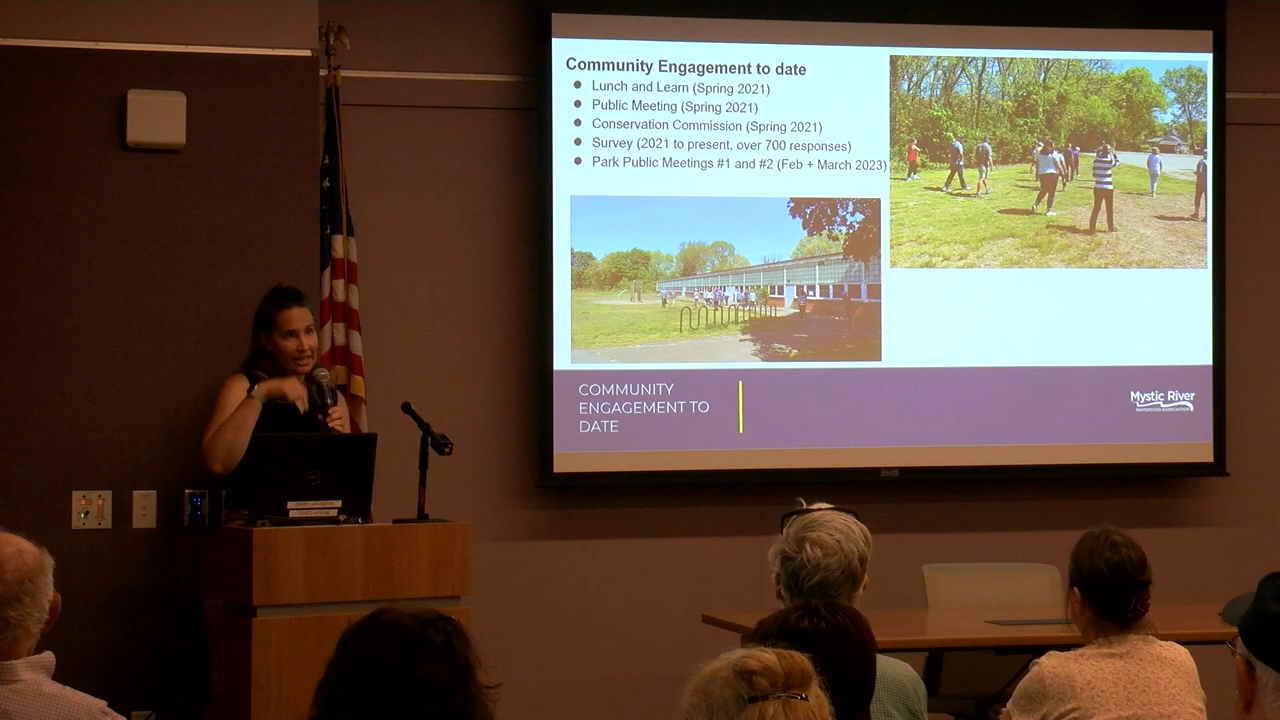 Community Engagement to date
● Lunch and Learn (Spring 2021)
● Public Meeting (Spring 2021)
● Conservation Commission (Spring 2021)
● Survey (2021 to present, over 700 responses)
● Park Public Meetings #1 and #2 (Feb + March 2023)
COMMUNITY
ENGAGEMENT TO
DATE
Mystic River
WATERSHED ASSOCIATION